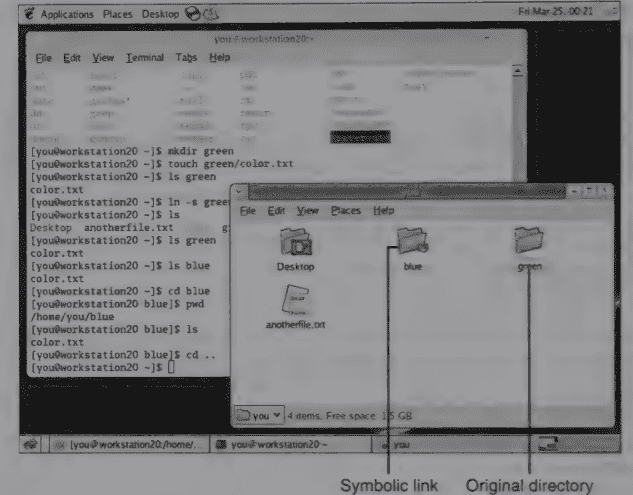 Applications Places Desktop
Fri Mar 25, 00:21
you@workstation20:~
File Edit View Terminal Tabs Help
[you@workstation20 ~]$ mkdir green
[you@workstation20 ~]$ touch green/color.txt
[you@workstation20 ~]$ ls green
color.txt
[you@workstation20 ~]$ ln -s gree
[you@workstation20 ~]$ ls
Desktop anotherfile.txt g
[you@workstation20 ~]$ ls green
color.txt
[you@workstation20 ~]$ ls blue
color.txt
[you@workstation20 ~]$ cd blue
[you@workstation20 blue]$ pwd
/home/you/blue
[you@workstation20 blue]$ ls
color.txt
[you@workstation20 blue]$ cd ..
[you@workstation20 ~]$
File Edit View Places Help
Desktop
blue
green
anotherfile.txt
you
4 items, Free space: 1.5 GB
[you@workstation20:/home/...
you@workstation20:~
you
Symbolic link
Original directory